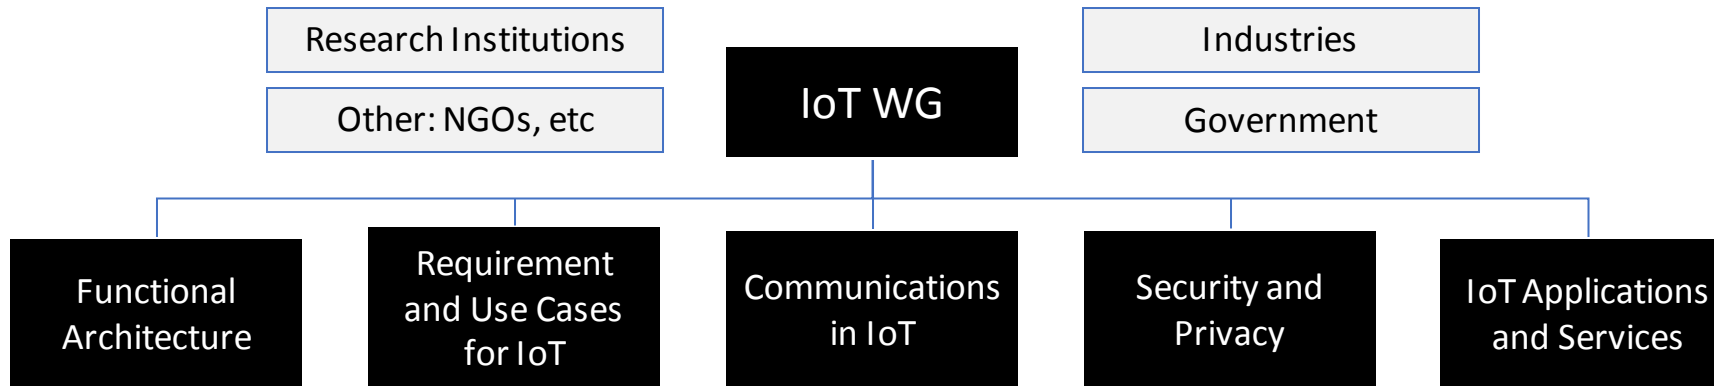 Research Institutions
Other: NGOs, etc
IoT WG
Industries
Government
Functional
Architecture
Requirement
and Use Cases
for IoT
Communications
in IoT
Security and
Privacy
IoT Applications
and Services